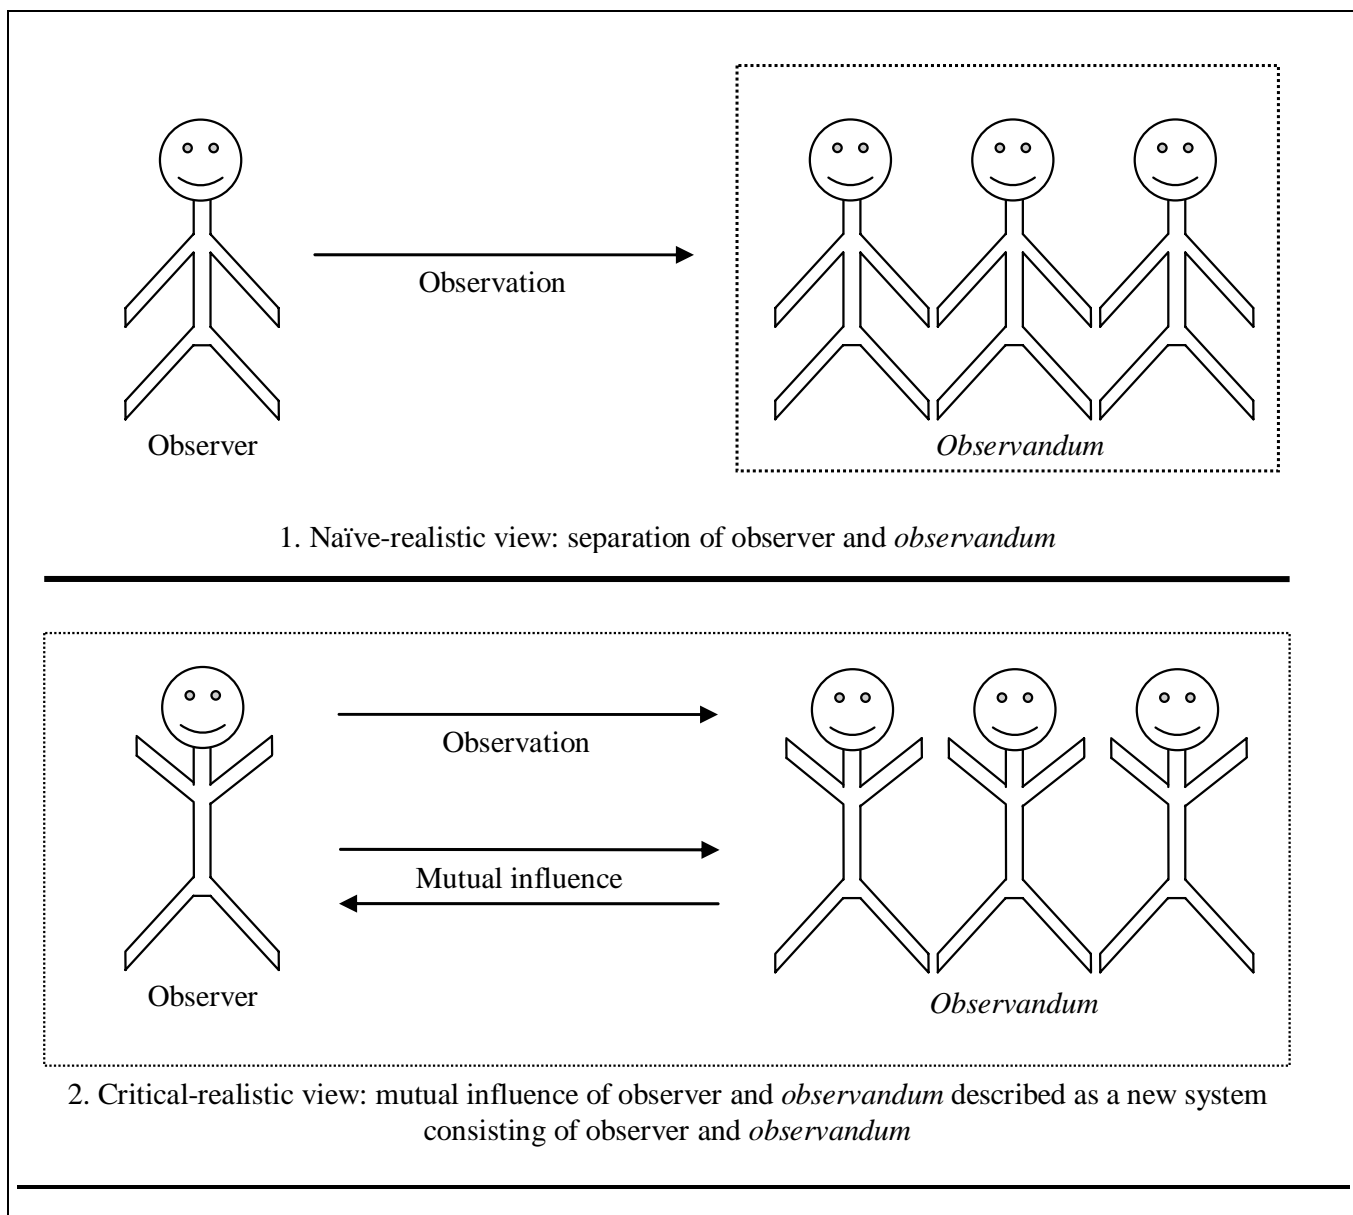 Observation
Observer
Observandum
1. Naïve-realistic view: separation of observer and observandum
Observation
Mutual influence
Observer
Observandum
2. Critical-realistic view: mutual influence of observer and observandum described as a new system
consisting of observer and observandum